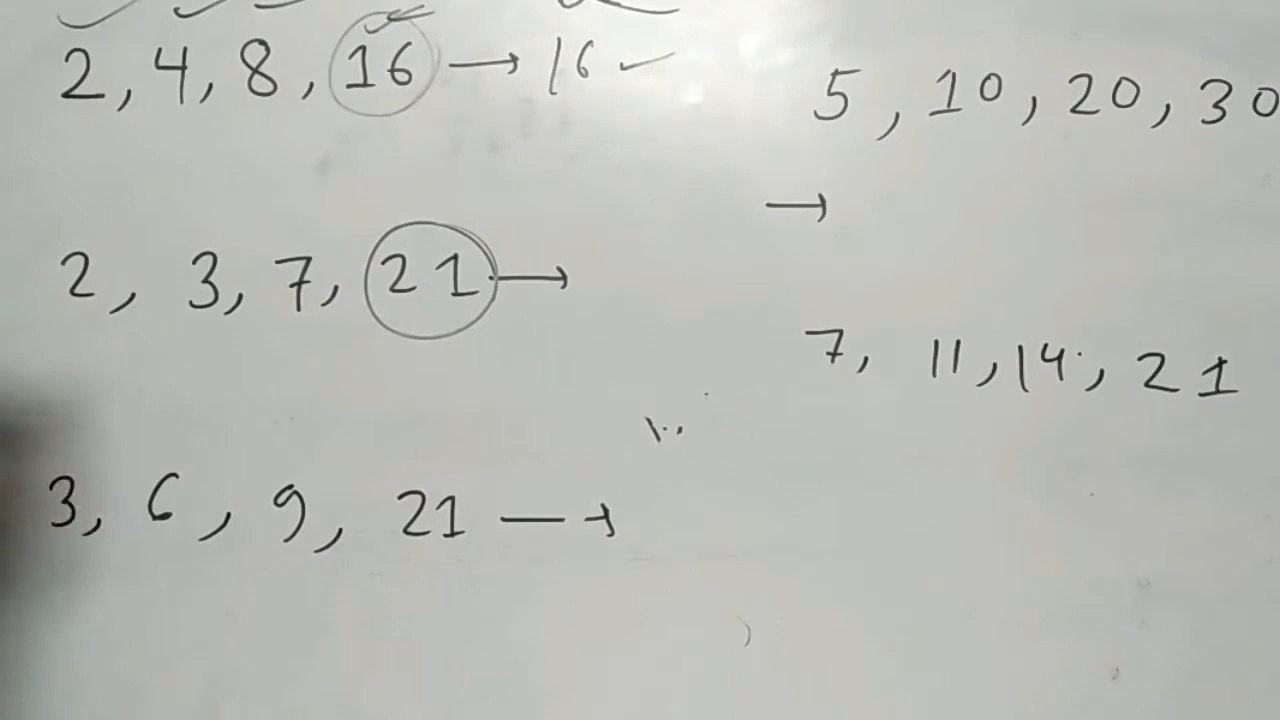 2, 4, 8, 16 → 16 ✓
2, 3, 7, 21 →
3, 6, 9, 21 →
5, 10, 20, 30
→
7, 11, 14, 21